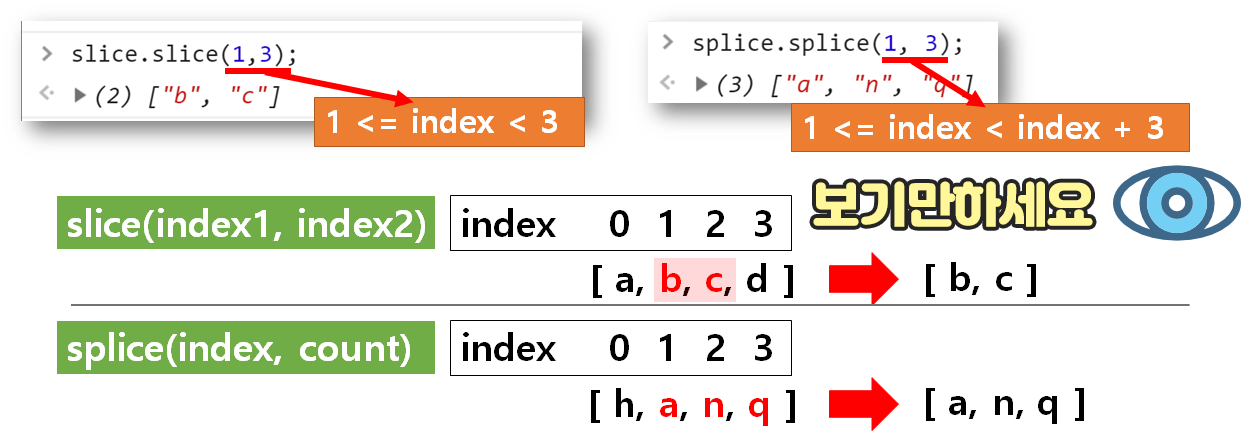 > slice.slice(1,3);
<· ▶(2) ["b", "c"]
1 <= index < 3
> splice.splice(1, 3);
<· ▶(3) ["a", "n", "q"]
1 <= index < index + 3
보기만하세요
slice(index1, index2)
index 0 1 2 3
[ a, b, c, d ] [ b, c ]
splice(index, count)
index 0 1 2 3
[ h, a, n, q ] [ a, n, q ]